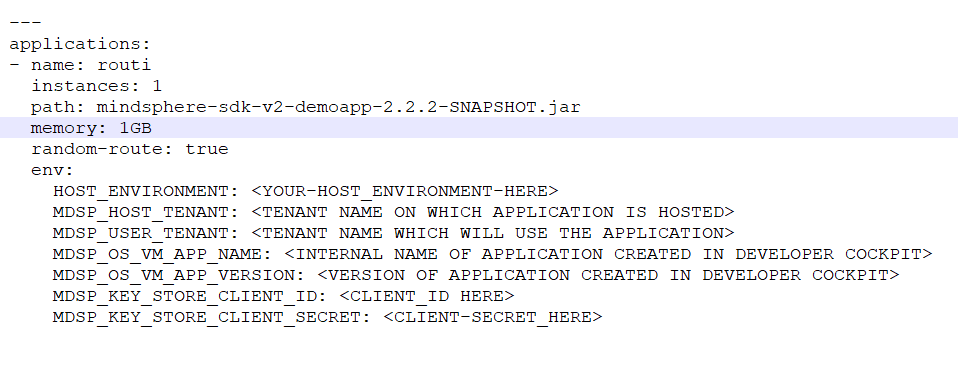 ---
applications:
- name: routi
  instances: 1
  path: mindsphere-sdk-v2-demoapp-2.2.2-SNAPSHOT.jar
  memory: 1GB
  random-route: true
  env:
    HOST_ENVIRONMENT: <YOUR-HOST_ENVIRONMENT-HERE>
    MDSP_HOST_TENANT: <TENANT NAME ON WHICH APPLICATION IS HOSTED>
    MDSP_USER_TENANT: <TENANT NAME WHICH WILL USE THE APPLICATION>
    MDSP_OS_VM_APP_NAME: <INTERNAL NAME OF APPLICATION CREATED IN DEVELOPER COCKPIT>
    MDSP_OS_VM_APP_VERSION: <VERSION OF APPLICATION CREATED IN DEVELOPER COCKPIT>
    MDSP_KEY_STORE_CLIENT_ID: <CLIENT_ID HERE>
    MDSP_KEY_STORE_CLIENT_SECRET: <CLIENT-SECRET_HERE>